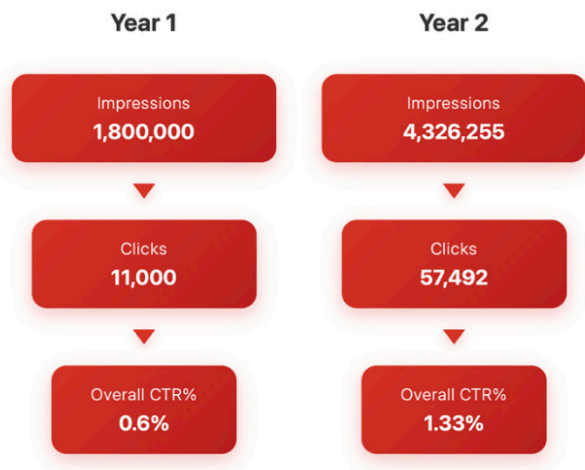 Year 1
Impressions
1,800,000
Clicks
11,000
Overall CTR%
0.6%
Year 2
Impressions
4,326,255
Clicks
57,492
Overall CTR%
1.33%